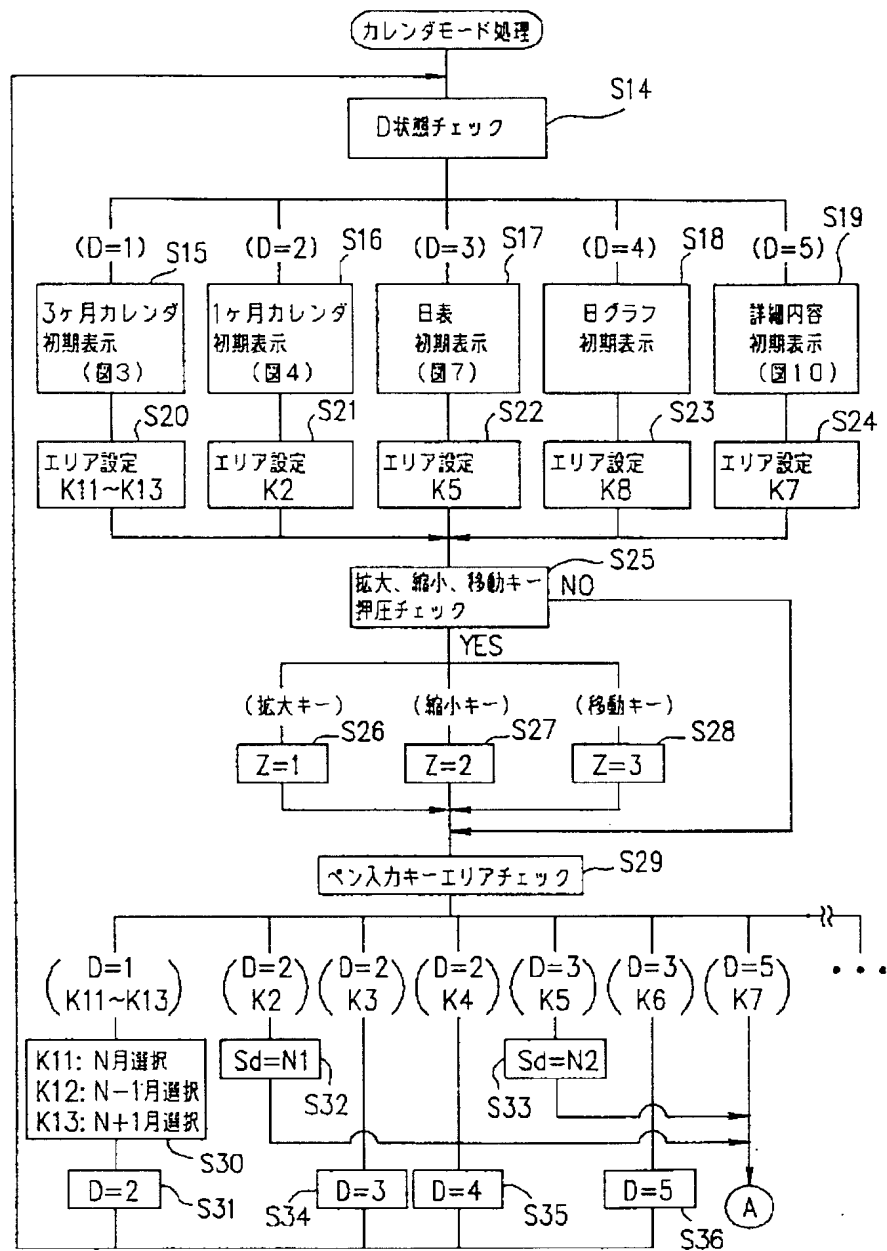 カレンダモード処理
S14
D状態チェック
(D=1)
S15
(D=2)
S16
(D=3)
S17
(D=4)
S18
(D=5)
S19
3ヶ月カレンダ
初期表示
(図3)
1ヶ月カレンダ
初期表示
(図4)
日表
初期表示
(図7)
日グラフ
初期表示
詳細内容
初期表示
(図10)
S20
S21
S22
S23
S24
エリア設定
K11~K13
エリア設定
K2
エリア設定
K5
エリア設定
K8
エリア設定
K7
S25
拡大、縮小、移動キー
押圧チェック
NO
YES
(拡大キー)
(縮小キー)
(移動キー)
S26
S27
S28
Z=1
Z=2
Z=3
S29
ペン入力キーエリアチェック
(D=1
K11~K13)
(D=2
K2)
(D=2
K3)
(D=2
K4)
(D=3
K5)
(D=3
K6)
(D=5
K7)
・・・
K11: N月選択
K12: N-1月選択
K13: N+1月選択
S30
Sd=N1
S32
Sd=N2
S33
D=2
S31
D=3
S34
D=4
S35
D=5
S36
A